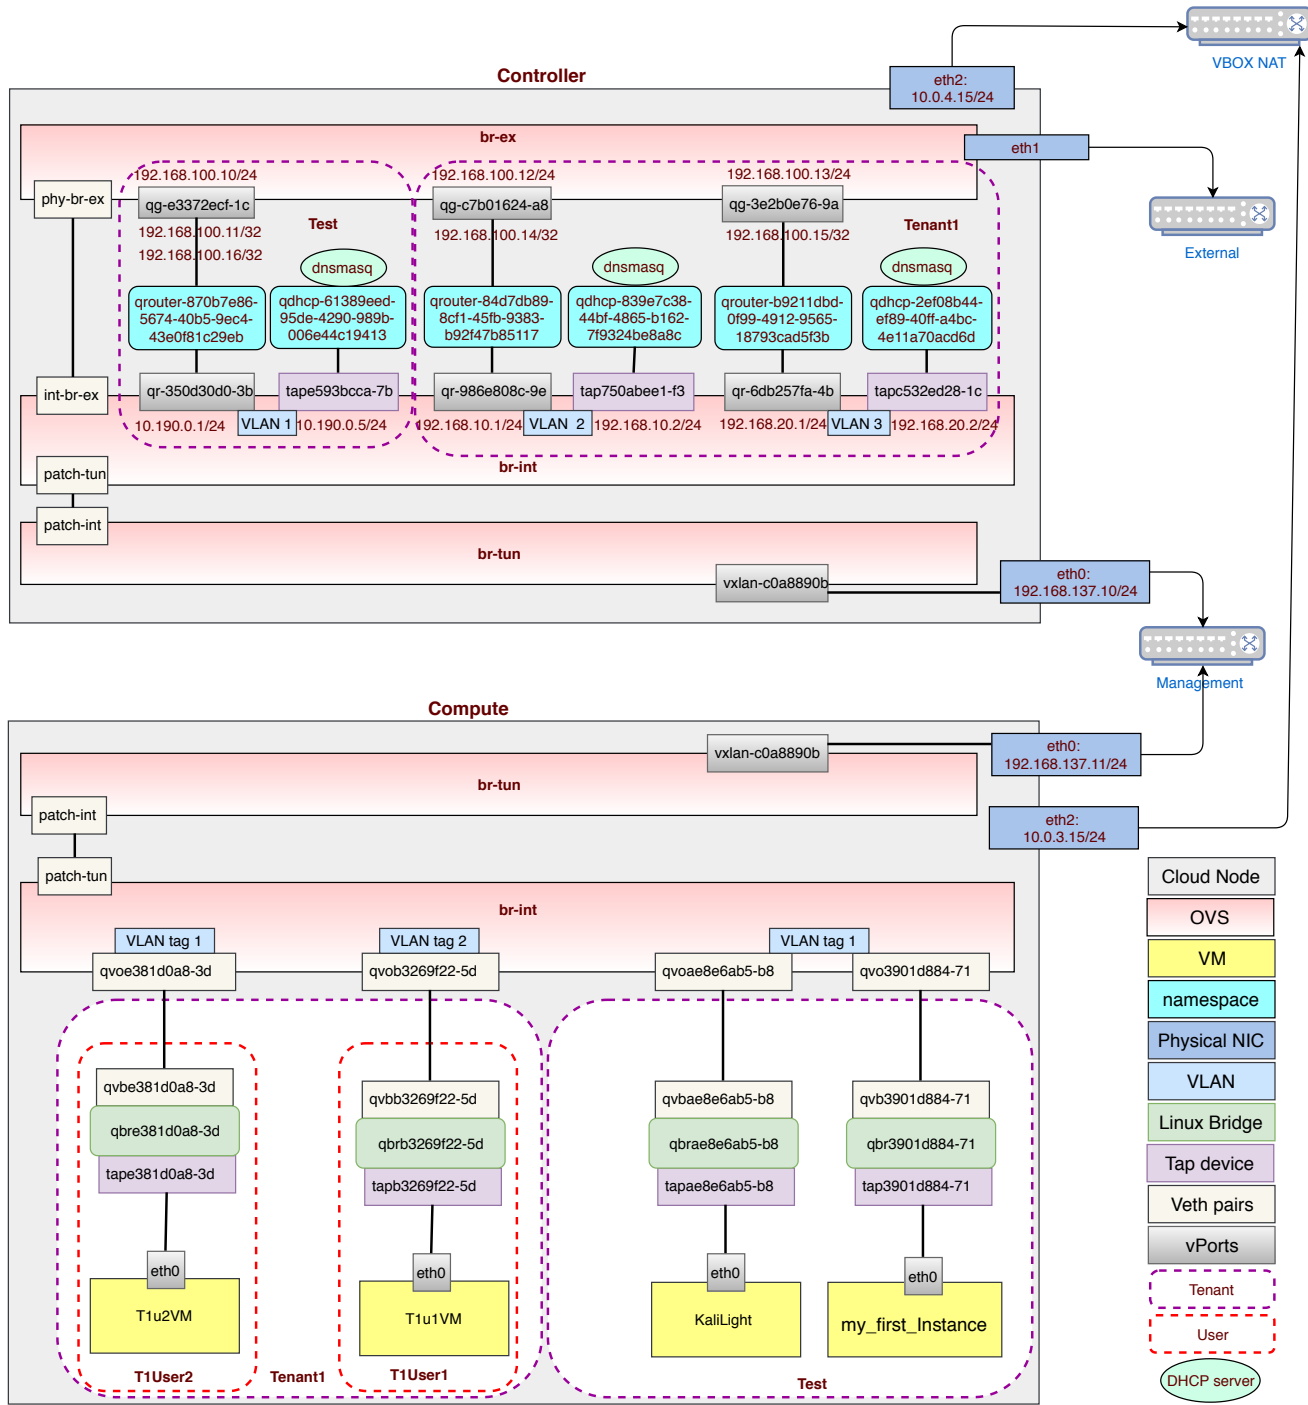 VBOX NAT
Controller
eth2:
10.0.4.15/24
br-ex
eth1
192.168.100.10/24
192.168.100.12/24
192.168.100.13/24
phy-br-ex
qg-e3372ecf-1c
qg-c7b01624-a8
qg-3e2b0e76-9a
Test
Tenant1
192.168.100.11/32
192.168.100.14/32
192.168.100.15/32
192.168.100.16/32
External
dnsmasq
dnsmasq
dnsmasq
qrouter-870b7e86-
5674-40b5-9ec4-
43e0f81c29eb
qdhcp-61389eed-
95de-4290-989b-
006e44c19413
qrouter-84d7db89-
8cf1-45fb-9383-
b92f47b85117
qdhcp-839e7c38-
44bf-4865-b162-
7f9324be8a8c
qrouter-b9211dbd-
0f99-4912-9565-
18793cad5f3b
qdhcp-2ef08b44-
ef89-40ff-a4bc-
4e11a70acd6d
int-br-ex
qr-350d30d0-3b
tape593bcca-7b
qr-986e808c-9e
tap750abee1-f3
qr-6db257fa-4b
tapc532ed28-1c
10.190.0.1/24
VLAN 1
10.190.0.5/24
192.168.10.1/24
VLAN 2
192.168.10.2/24
192.168.20.1/24
VLAN 3
192.168.20.2/24
br-int
patch-tun
patch-int
br-tun
vxlan-c0a8890b
eth0:
192.168.137.10/24
Management
Compute
vxlan-c0a8890b
eth0:
192.168.137.11/24
br-tun
patch-int
eth2:
10.0.3.15/24
patch-tun
br-int
VLAN tag 1
VLAN tag 2
VLAN tag 1
qvoe381d0a8-3d
qvob3269f22-5d
qvoae8e6ab5-b8
qvo3901d884-71
qvbe381d0a8-3d
qvbb3269f22-5d
qvbae8e6ab5-b8
qvb3901d884-71
qbre381d0a8-3d
qbrb3269f22-5d
qbrae8e6ab5-b8
qbr3901d884-71
tape381d0a8-3d
tapb3269f22-5d
tapae8e6ab5-b8
tap3901d884-71
eth0
eth0
eth0
eth0
T1u2VM
T1u1VM
KaliLight
my_first_Instance
T1User2
Tenant1
T1User1
Test
Cloud Node
OVS
VM
namespace
Physical NIC
VLAN
Linux Bridge
Tap device
Veth pairs
vPorts
Tenant
User
DHCP server